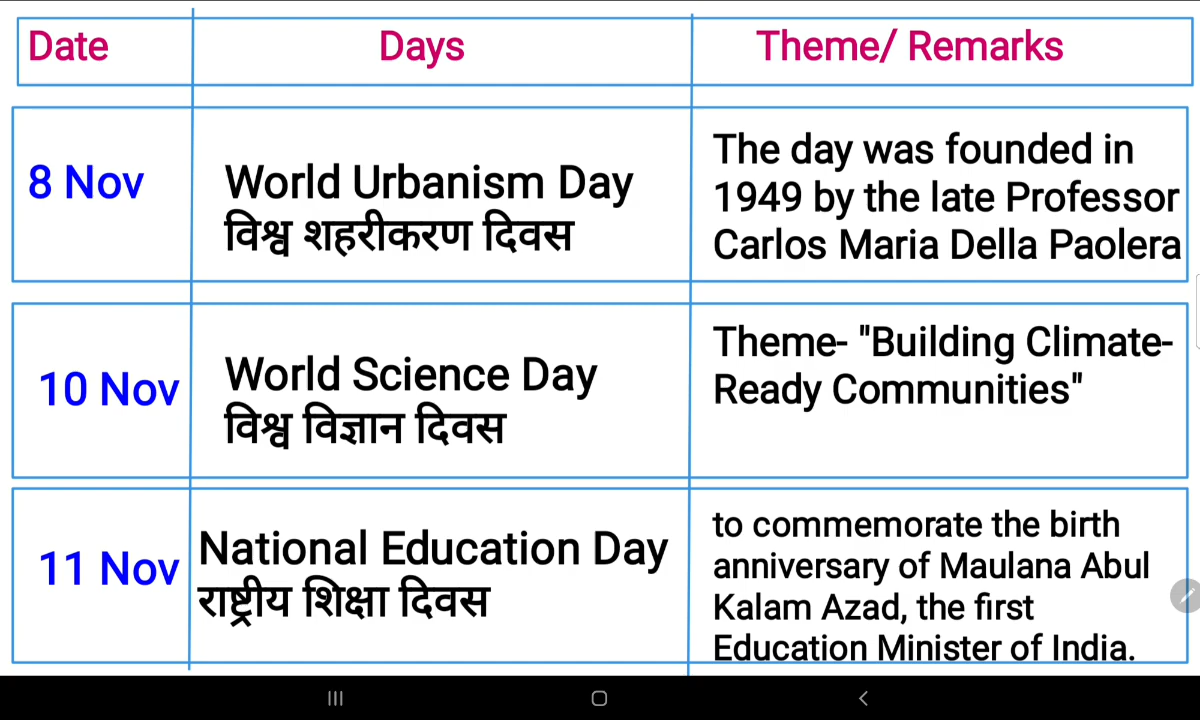 Date Days Theme/ Remarks
8 Nov
World Urbanism Day
विश्व शहरीकरण दिवस
The day was founded in
1949 by the late Professor
Carlos Maria Della Paolera
10 Nov
World Science Day
विश्व विज्ञान दिवस
Theme- "Building Climate-
Ready Communities"
11 Nov
National Education Day
राष्ट्रीय शिक्षा दिवस
to commemorate the birth
anniversary of Maulana Abul
Kalam Azad, the first
Education Minister of India.